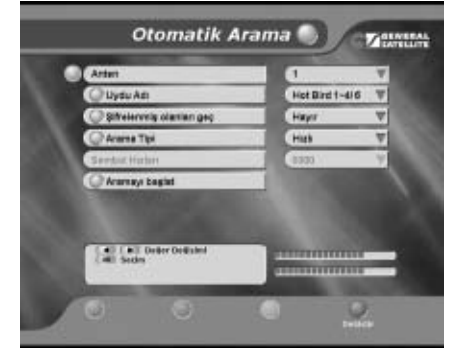 Otomatik Arama
GENERAL SATELLITE
Anten 1
Uydu Adı Hot Bird 1-4/6
Şifrelenmiş olanları geç Hayır
Arama Tipi Hızlı
Sembol Hızları
Aramayı başlat
Değer Değişimi
Seçim